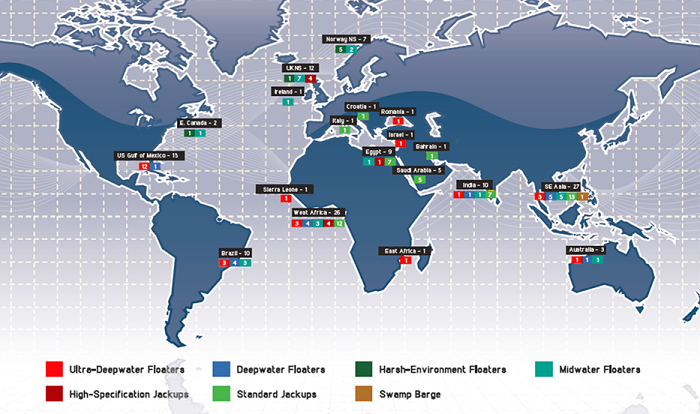 Norway NS - 7
5 2
UKNS - 12
1 7 4
Ireland - 1
1
Croatia - 1
1
Romania - 1
1
Italy - 1
1
Israel - 1
1
E. Canada - 2
1 1
Bahrain - 1
1
US Gulf of Mexico - 13
12 1
Egypt - 9
1 1 7
Saudi Arabia - 5
5
Sierra Leone - 1
1
India - 10
1 1 1 7
SE Asia - 27
3 5 5 13 1
West Africa - 26
3 4 3 4 12
Brazil - 10
3 4 3
East Africa - 1
1
Australia - 3
1 1 1
Ultra-Deepwater Floaters
Deepwater Floaters
Harsh-Environment Floaters
Midwater Floaters
High-Specification Jackups
Standard Jackups
Swamp Barge